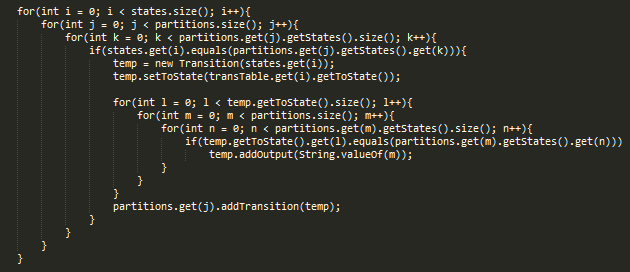 for(int i = 0; i < states.size(); i++){
for(int j = 0; j < partitions.size(); j++){
for(int k = 0; k < partitions.get(j).getStates().size(); k++){
if(states.get(i).equals(partitions.get(j).getStates().get(k))){
temp = new Transition(states.get(i));
temp.setToState(transTable.get(i).getToState());
for(int l = 0; l < temp.getToState().size(); l++){
for(int m = 0; m < partitions.size(); m++){
for(int n = 0; n < partitions.get(m).getStates().size(); n++){
if(temp.getToState().get(l).equals(partitions.get(m).getStates().get(n)))
temp.addOutput(String.valueOf(m));
}
}
}
partitions.get(j).addTransition(temp);
}
}
}
}